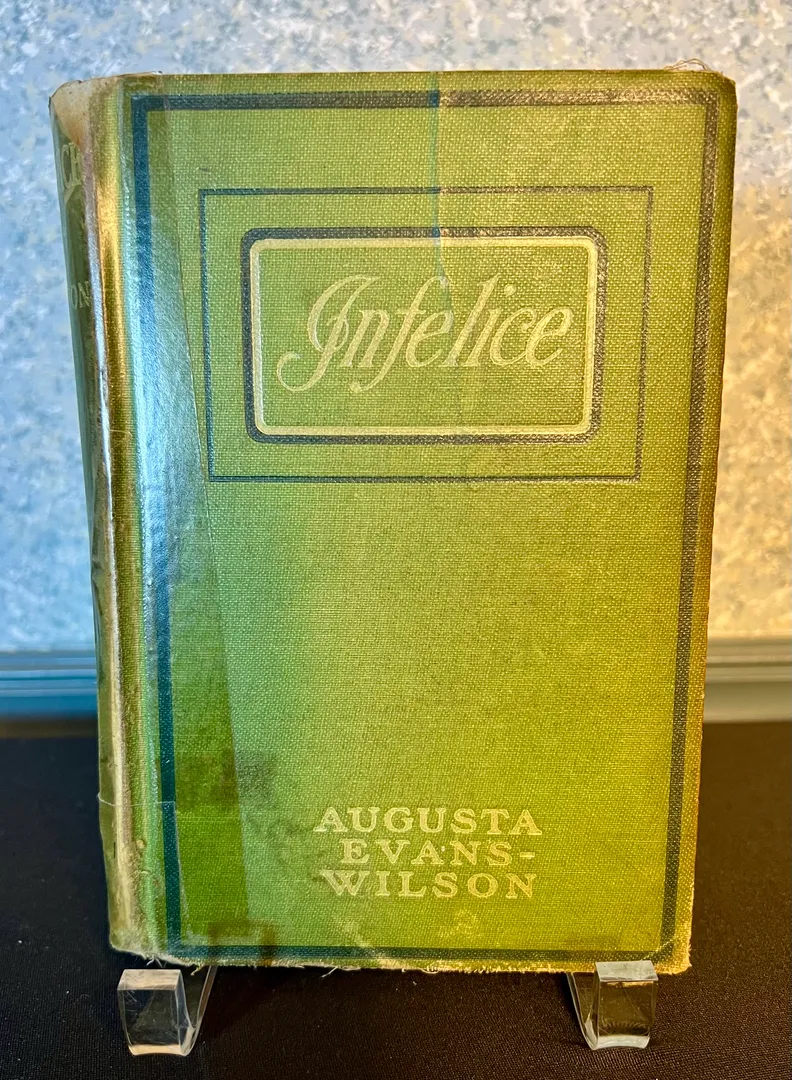 Infelice
AUGUSTA
EVANS-
WILSON